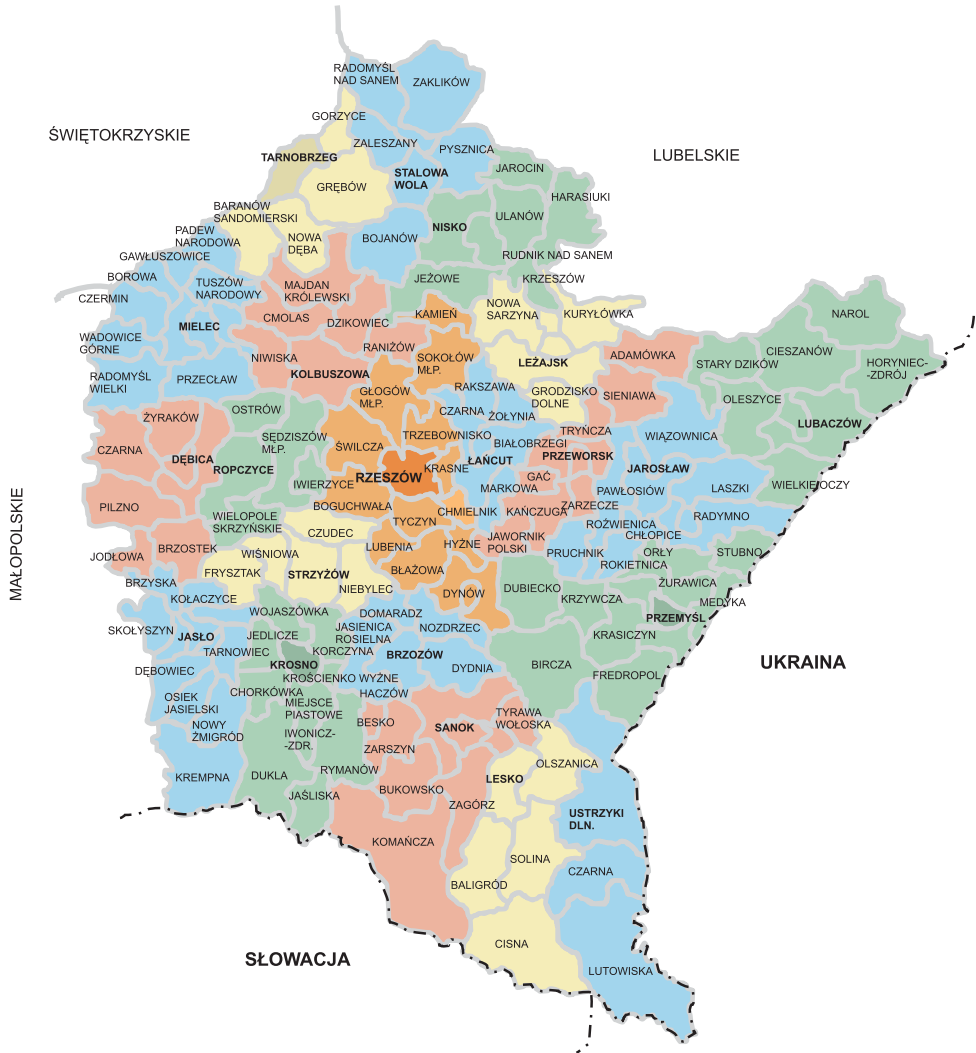 RADOMYŚL
NAD SANEM
ZAKLIKÓW
GORZYCE
ŚWIĘTOKRZYSKIE
ZALESZANY
PYSZNICA
LUBELSKIE
TARNOBRZEG
STALOWA
WOLA
JAROCIN
GRĘBÓW
HARASIUKI
BARANÓW
SANDOMIERSKI
ULANÓW
NISKO
PADEW
NARODOWA
NOWA
DĘBA
BOJANÓW
GAWŁUSZOWICE
RUDNIK NAD SANEM
BOROWA
JEŻOWE
KRZESZÓW
TUSZÓW
NARODOWY
MAJDAN
KRÓLEWSKI
CZERMIN
NOWA
SARZYNA
KURYŁÓWKA
KAMIEŃ
NAROL
CMOLAS
DZIKOWIEC
MIELEC
WADOWICE
GÓRNE
RANIŻÓW
CIESZANÓW
NIWISKA
SOKOŁÓW
MŁP.
LEŻAJSK
ADAMÓWKA
STARY DZIKÓW
HORYNIEC-
-ZDRÓJ
KOLBUSZOWA
RADOMYŚL
WIELKI
PRZECŁAW
RAKSZAWA
GŁOGÓW
MŁP.
GRODZISKO
DOLNE
SIENIAWA
OLESZYCE
OSTRÓW
CZARNA
ŻOŁYNIA
ŻYRAKÓW
LUBACZÓW
SĘDZISZÓW
MŁP.
TRZEBOWNISKO
TRYŃCZA
WIĄZOWNICA
ŚWILCZA
BIAŁOBRZEGI
CZARNA
DĘBICA
ROPCZYCE
ŁAŃCUT
PRZEWORSK
KRASNE
JAROSŁAW
RZESZÓW
GAĆ
IWIERZYCE
MARKOWA
PAWŁOSIÓW
LASZKI
WIELKIEJOCZY
PILZNO
BOGUCHWAŁA
CHMIELNIK
KAŃCZUGA
ZARZECZE
MAŁOPOLSKIE
WIELOPOLE
SKRZYŃSKIE
TYCZYN
ROŹWIENICA
RADYMNO
CZUDEC
CHŁOPICE
JODŁOWA
BRZOSTEK
WIŚNIOWA
LUBENIA
HYŻNE
JAWORNIK
POLSKI
PRUCHNIK
ORŁY
STUBNO
ROKIETNICA
FRYSZTAK
STRZYŻÓW
BŁAŻOWA
BRZYSKA
NIEBYLEC
DYNÓW
DUBIECKO
ŻURAWICA
KOŁACZYCE
KRZYWCZA
MEDYKA
WOJASZÓWKA
DOMARADZ
PRZEMYŚL
SKOŁYSZYN
JASŁO
JEDLICZE
JASIENICA
ROSIELNA
NOZDRZEC
KRASICZYN
TARNOWIEC
KORCZYNA
BRZOZÓW
DĘBOWIEC
KROSNO
DYDNIA
BIRCZA
UKRAINA
KROŚCIENKO WYŻNE
FREDROPOL
OSIEK
JASIELSKI
CHORKÓWKA
HACZÓW
MIEJSCE
PIASTOWE
TYRAWA
WOŁOSKA
NOWY
ŻMIGRÓD
BESKO
SANOK
IWONICZ-
-ZDR.
ZARSZYN
OLSZANICA
KREMPNA
DUKLA
RYMANÓW
LESKO
BUKOWSKO
JAŚLISKA
ZAGÓRZ
USTRZYKI
DLN.
KOMAŃCZA
SOLINA
CZARNA
BALIGRÓD
CISNA
SŁOWACJA
LUTOWISKA